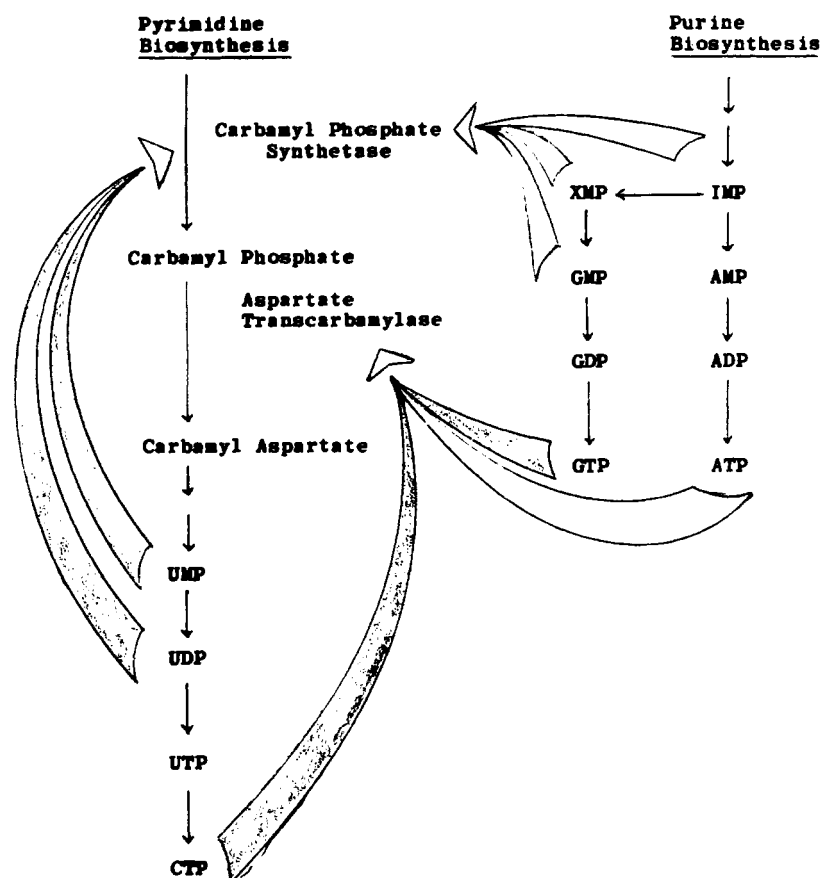 Pyrimidine
Biosynthesis
Purine
Biosynthesis
Carbamyl Phosphate
Synthetase
XMP
IMP
Carbamyl Phosphate
GMP
AMP
Aspartate
Transcarbamylase
GDP
ADP
Carbamyl Aspartate
GTP
ATP
UMP
UDP
UTP
CTP